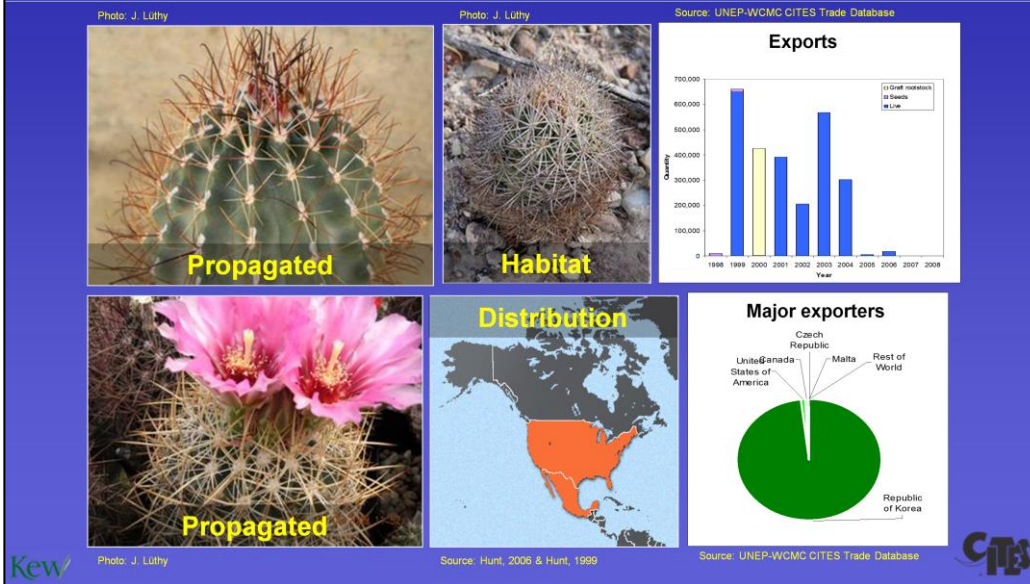 Photo: J. Lüthy
Photo: J. Lüthy
Source: UNEP-WCMC CITES Trade Database
Propagated
Habitat
Exports
700,000
600,000
500,000
400,000
300,000
200,000
100,000
0
Quantity
Graft rootstock
Seeds
Live
1998 1999 2000 2001 2002 2003 2004 2005 2006 2007 2008
Year
Propagated
Distribution
Major exporters
Czech
Republic
United
States of
America
Canada
Malta
Rest of
World
Republic
of Korea
Kew
Photo: J. Lüthy
Source: Hunt, 2006 & Hunt, 1999
Source: UNEP-WCMC CITES Trade Database
CITES